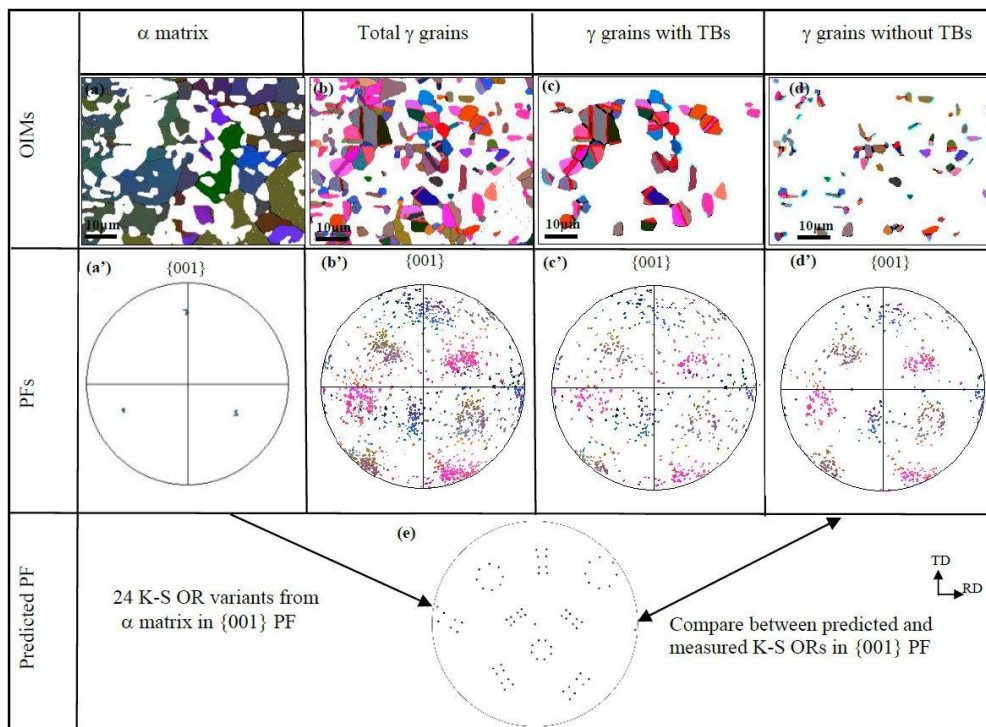 α matrix
Total γ grains
γ grains with TBs
γ grains without TBs
OIMs
(a)
10μm
(b)
10μm
(c)
10μm
(d)
10μm
PFs
(a’)
{001}
(b’)
{001}
(c’)
{001}
(d’)
{001}
Predicted PF
(e)
24 K-S OR variants from
α matrix in {001} PF
Compare between predicted and
measured K-S ORs in {001} PF
TD
RD